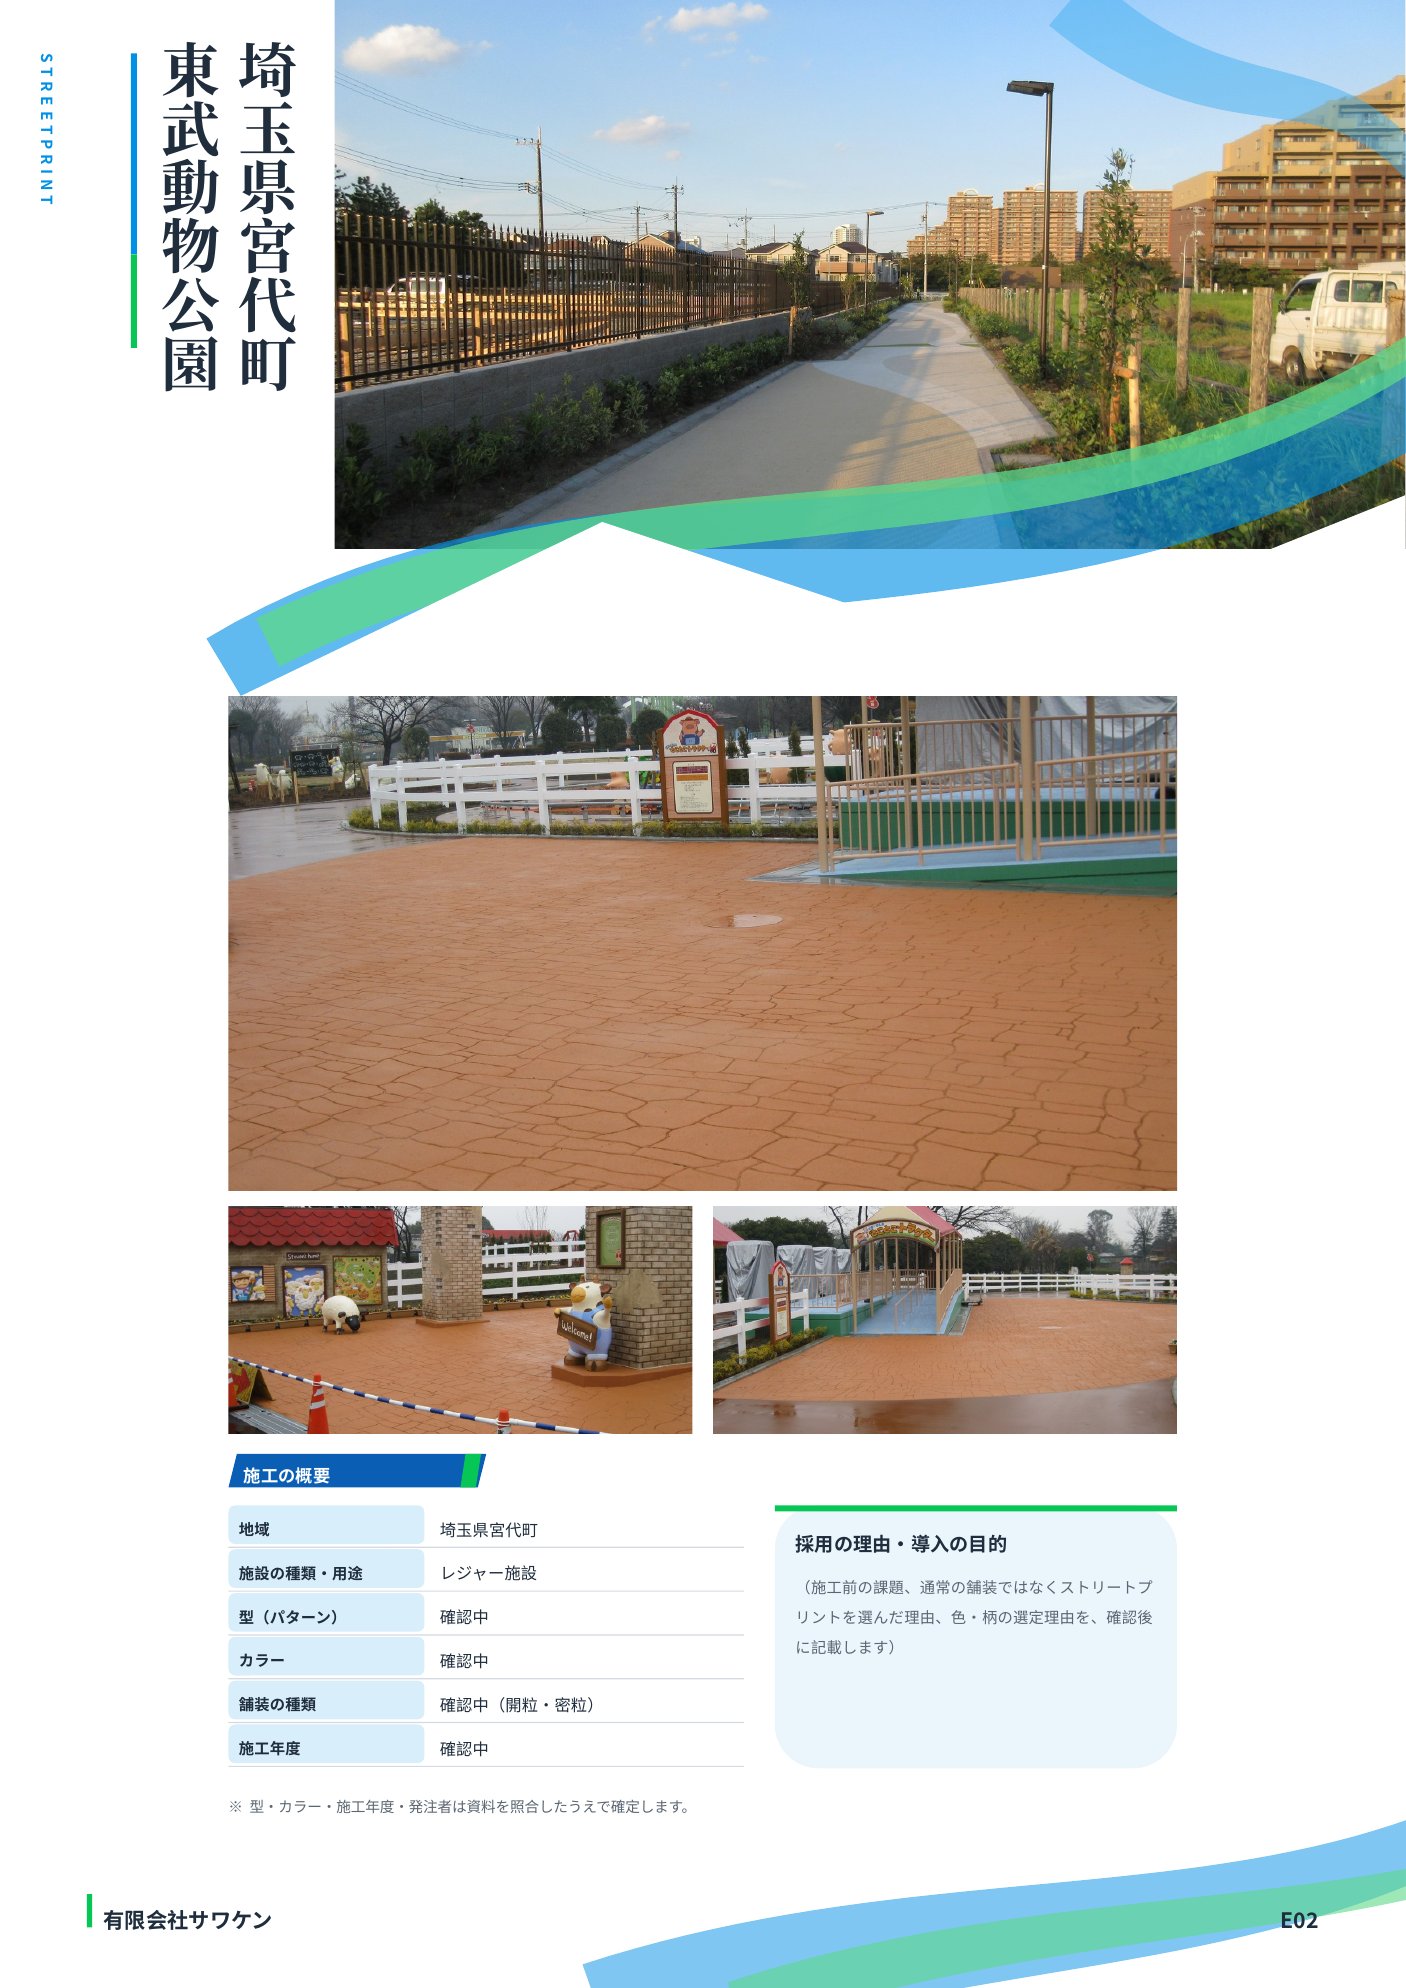 STREETPRINT
埼玉県宮代町
東武動物公園
Welcome!
施工の概要
地域 埼玉県宮代町
施設の種類・用途 レジャー施設
型（パターン） 確認中
カラー 確認中
舗装の種類 確認中（開粒・密粒）
施工年度 確認中
採用の理由・導入の目的
（施工前の課題、通常の舗装ではなくストリートプ
リントを選んだ理由、色・柄の選定理由を、確認後
に記載します）
※ 型・カラー・施工年度・発注者は資料を照合したうえで確定します。
有限会社サワケン
E02